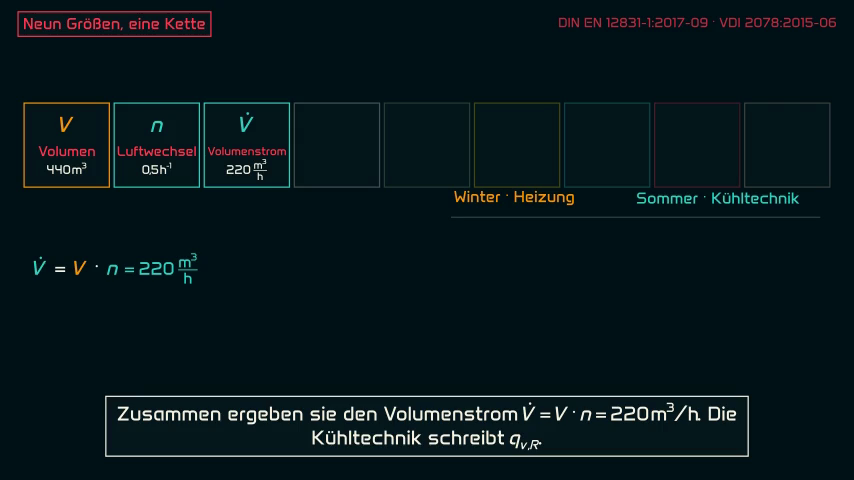 Neun Größen, eine Kette
DIN EN 12831-1:2017-09 · VDI 2078:2015-06
V
Volumen
440m³
n
Luftwechsel
0,5h⁻¹
V̇
Volumenstrom
220 m³/h
Winter · Heizung
Sommer · Kühltechnik
V̇ = V · n = 220 m³/h
Zusammen ergeben sie den Volumenstrom V̇ = V · n = 220m³/h. Die
Kühltechnik schreibt q_v,R.